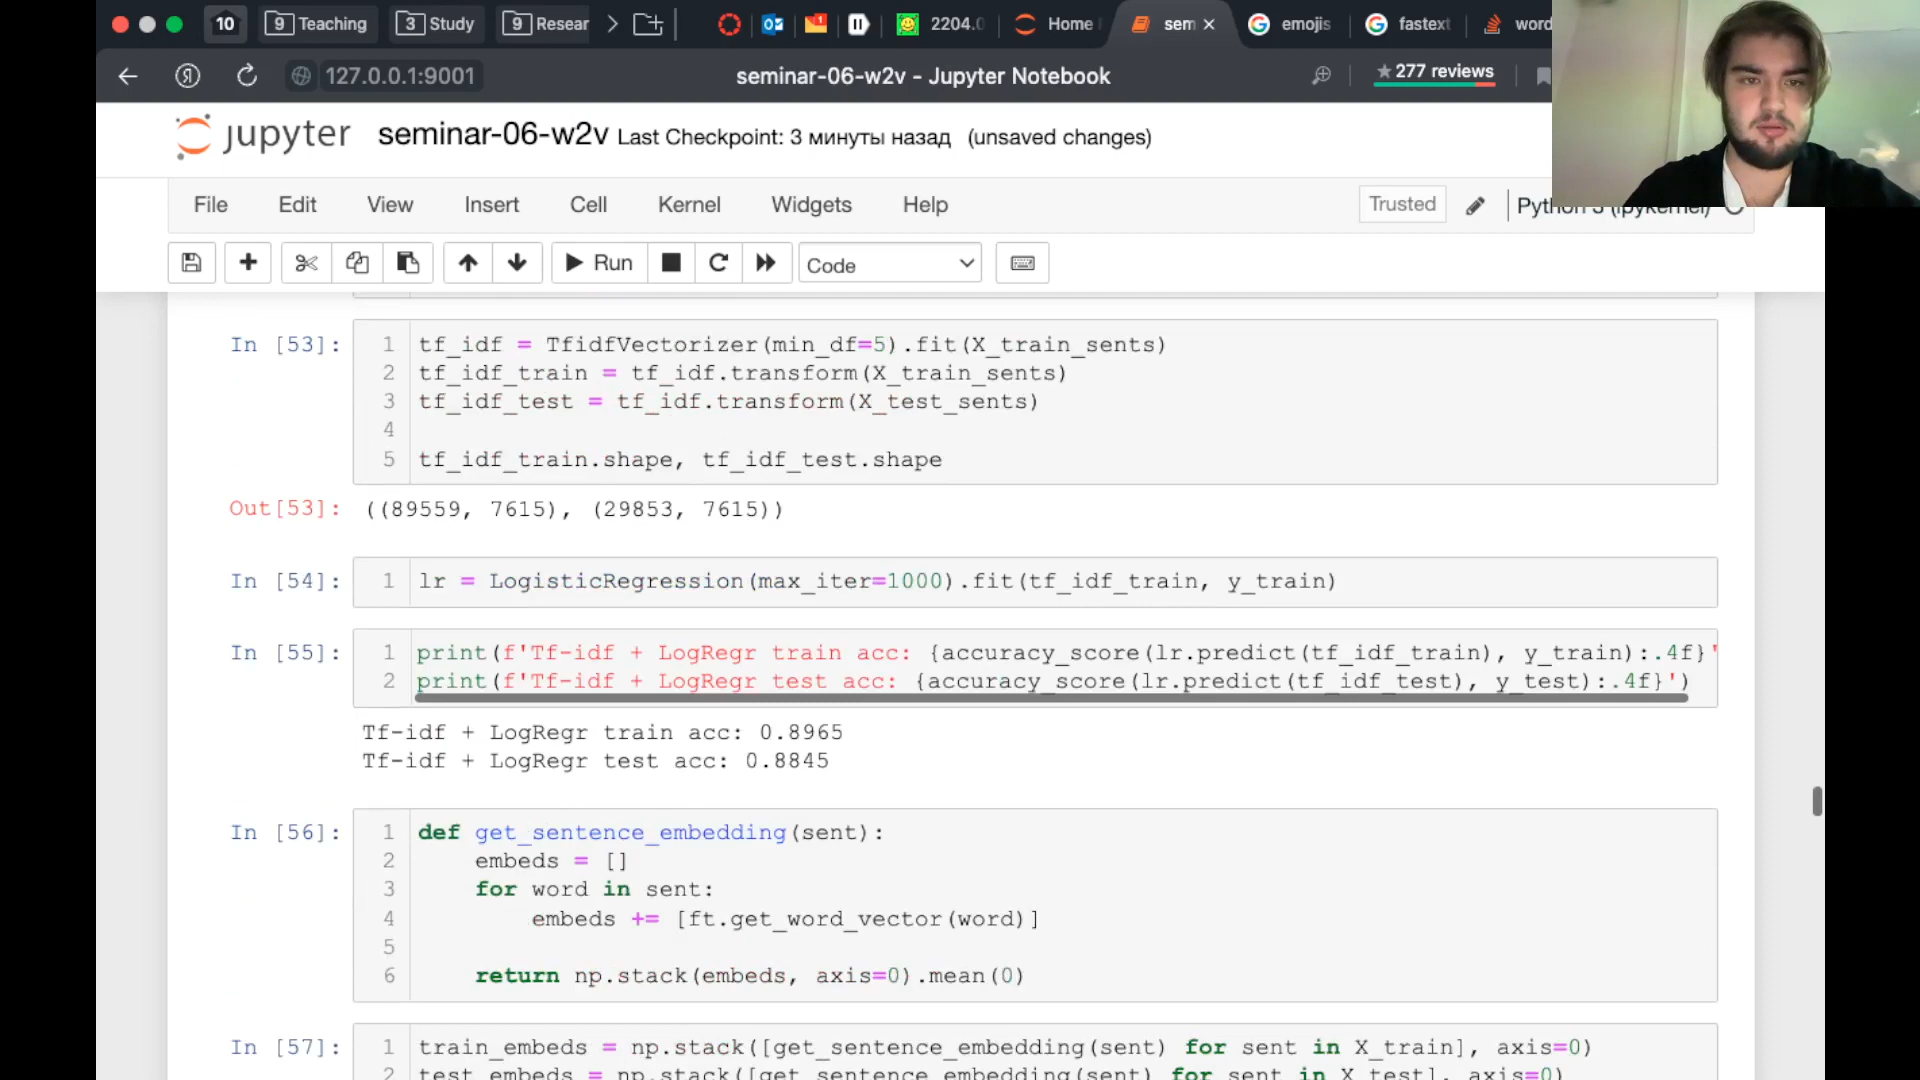 10 9 Teaching 3 Study 9 Resear 2204.0 Home sem emojis fastext word
127.0.0.1:9001 seminar-06-w2v - Jupyter Notebook ★277 reviews
jupyter seminar-06-w2v Last Checkpoint: 3 минуты назад (unsaved changes)
File Edit View Insert Cell Kernel Widgets Help Trusted Python 3 (ipykernel)
Run Code
In [53]: 1 tf_idf = TfidfVectorizer(min_df=5).fit(X_train_sents)
2 tf_idf_train = tf_idf.transform(X_train_sents)
3 tf_idf_test = tf_idf.transform(X_test_sents)
4
5 tf_idf_train.shape, tf_idf_test.shape
Out[53]: ((89559, 7615), (29853, 7615))
In [54]: 1 lr = LogisticRegression(max_iter=1000).fit(tf_idf_train, y_train)
In [55]: 1 print(f'Tf-idf + LogRegr train acc: {accuracy_score(lr.predict(tf_idf_train), y_train):.4f}'
2 print(f'Tf-idf + LogRegr test acc: {accuracy_score(lr.predict(tf_idf_test), y_test):.4f}')
Tf-idf + LogRegr train acc: 0.8965
Tf-idf + LogRegr test acc: 0.8845
In [56]: 1 def get_sentence_embedding(sent):
2 embeds = []
3 for word in sent:
4 embeds += [ft.get_word_vector(word)]
5
6 return np.stack(embeds, axis=0).mean(0)
In [57]: 1 train_embeds = np.stack([get_sentence_embedding(sent) for sent in X_train], axis=0)
2 test_embeds = np.stack([get_sentence_embedding(sent) for sent in X_test], axis=0)